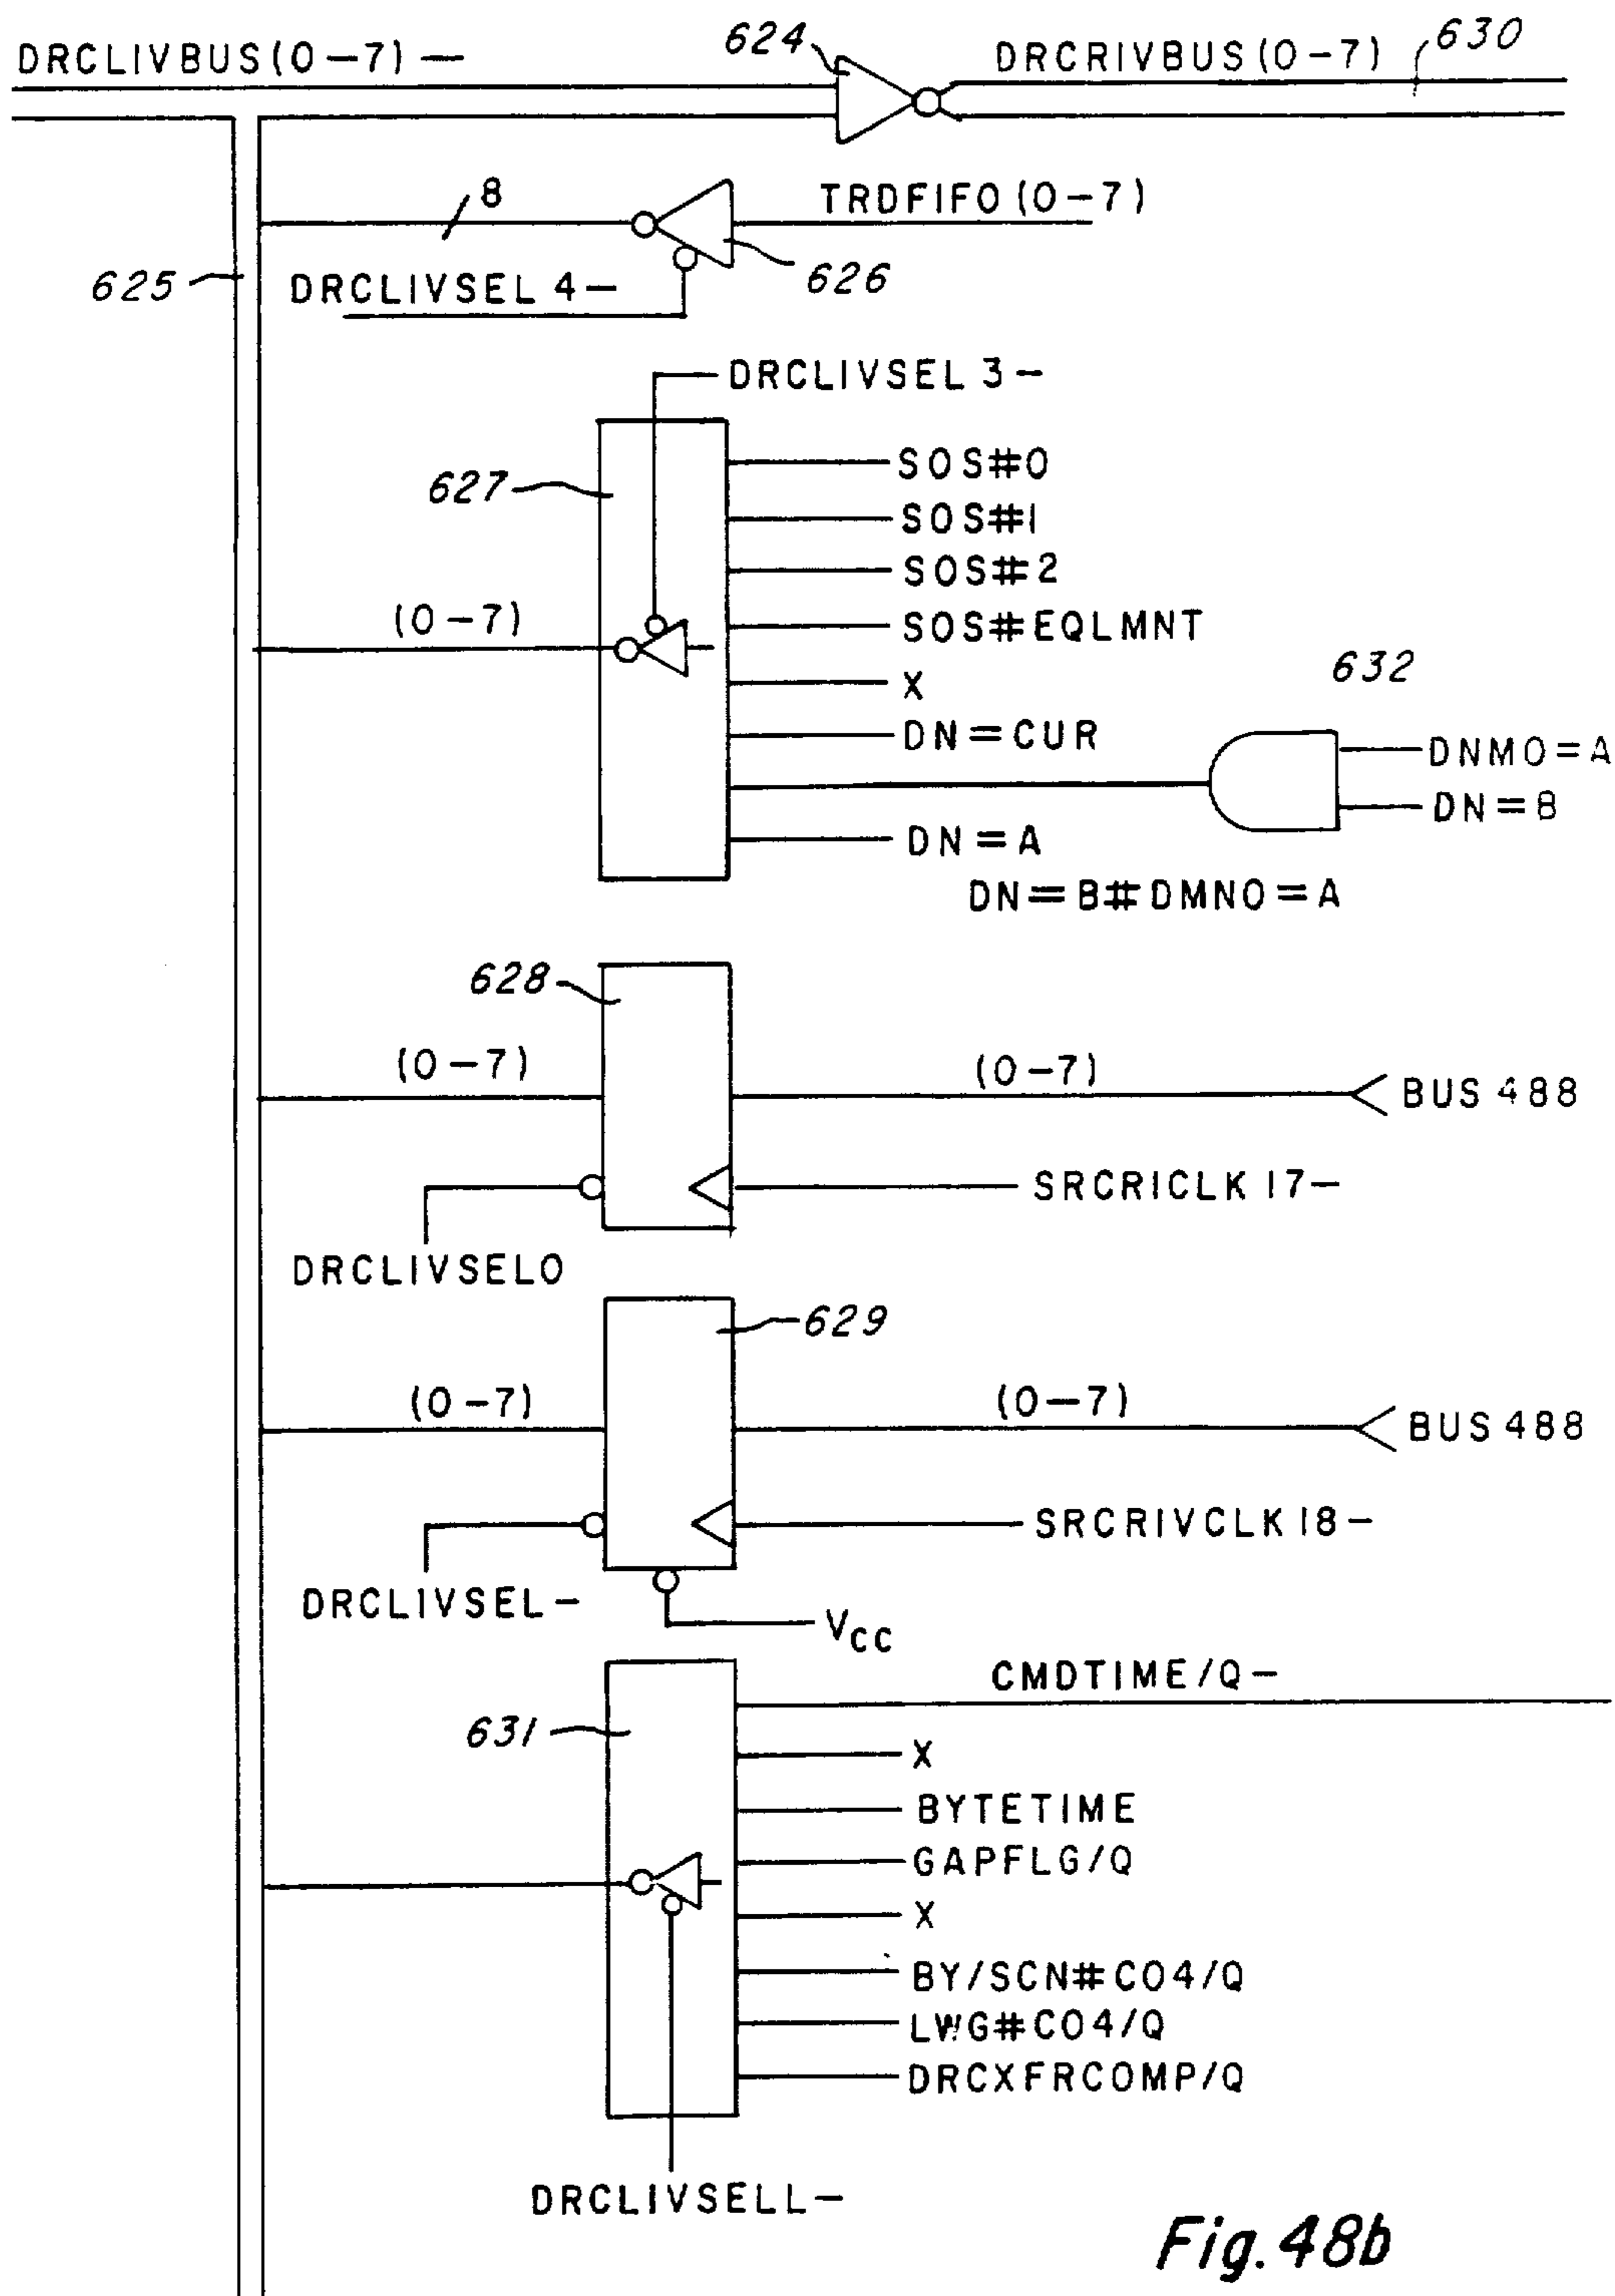 DRCLIVBUS(0-7)-
624
DRCRIVBUS(0-7)
630
8
TRDFIFO(0-7)
625
626
DRCLIVSEL 4-
DRCLIVSEL 3-
627
SOS#0
SOS#1
SOS#2
(0-7)
SOS#EQLMNT
632
X
DN=CUR
DNMO=A
DN=B
DN=A
DN=B#DMNO=A
628
(0-7)
(0-7)
BUS 488
SRCRICLK 17-
DRCLIVSELO
629
(0-7)
(0-7)
BUS 488
SRCRIVCLK 18-
DRCLIVSEL-
VCC
CMDTIME/Q-
631
X
BYTETIME
GAPFLG/Q
X
BY/SCN#CO4/Q
LWG#CO4/Q
DRCXFRCOMP/Q
DRCLIVSELL-
Fig. 48b